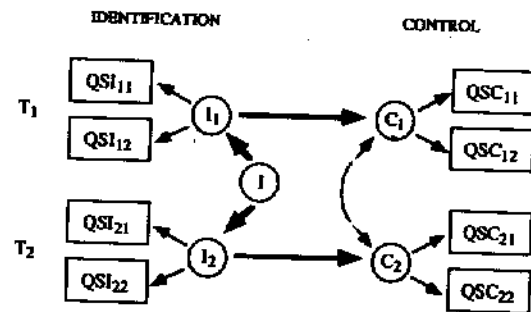 IDENTIFICATION CONTROL
QSI₁₁ QSC₁₁
T₁ I₁ C₁
QSI₁₂ QSC₁₂
I
QSI₂₁ QSC₂₁
T₂ I₂ C₂
QSI₂₂ QSC₂₂